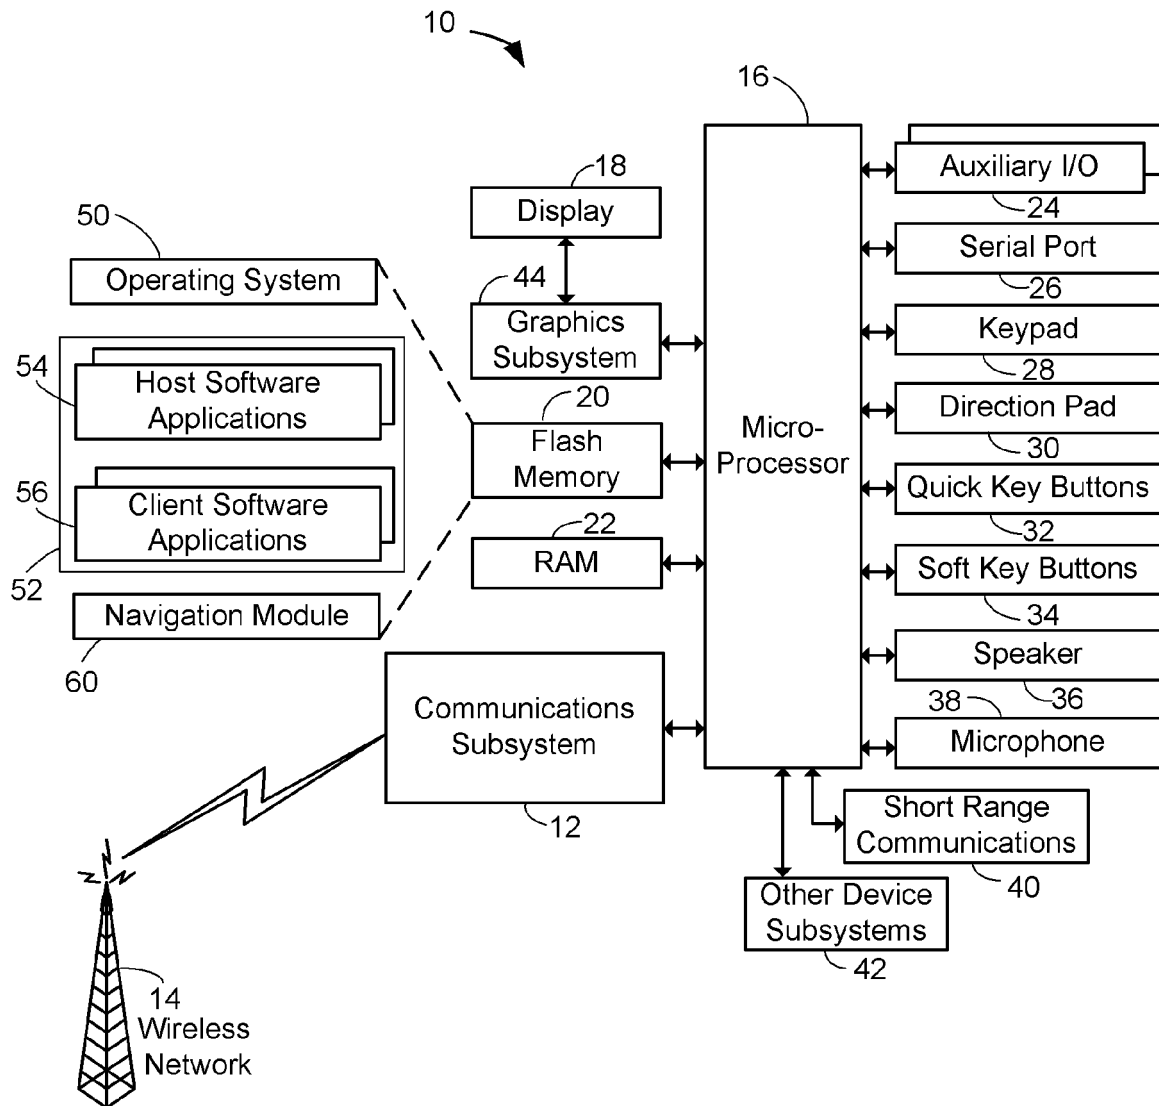 10
16
18
Display
44
Graphics
Subsystem
50
Operating System
54
Host Software
Applications
56
Client Software
Applications
52
Navigation Module
60
20
Flash
Memory
22
RAM
Communications
Subsystem
12
14
Wireless
Network
Micro-
Processor
Auxiliary I/O
24
Serial Port
26
Keypad
28
Direction Pad
30
Quick Key Buttons
32
Soft Key Buttons
34
Speaker
36
38
Microphone
Short Range
Communications
40
Other Device
Subsystems
42